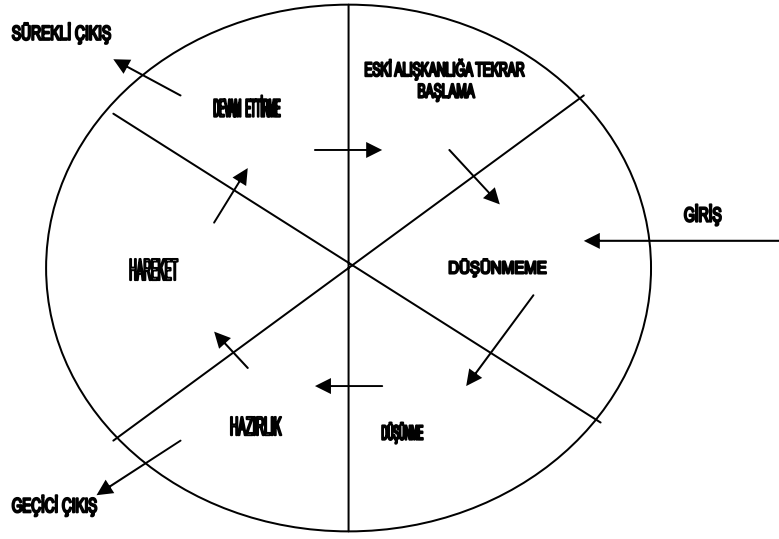 SÜREKLİ ÇIKIŞ
ESKİ ALIŞKANLIĞA TEKRAR
BAŞLAMA
DEVAM ETTİRME
GİRİŞ
HAREKET
DÜŞÜNMEME
HAZIRLIK
DÜŞÜNME
GEÇİCİ ÇIKIŞ